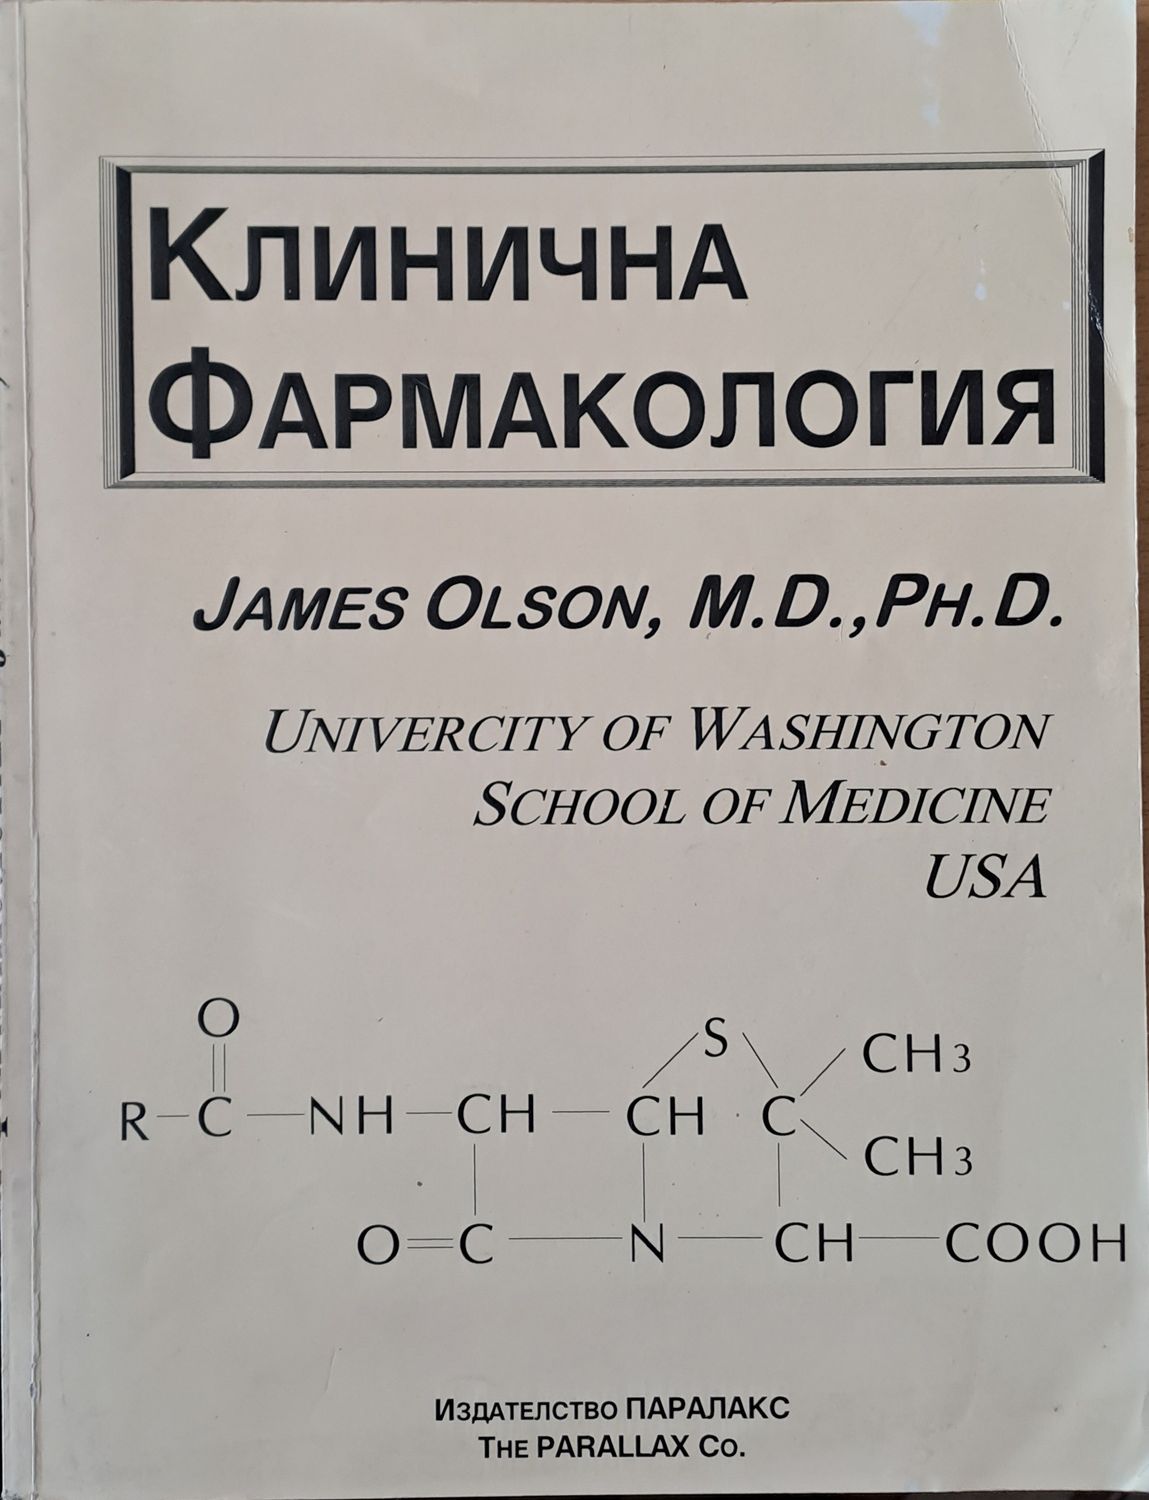 КЛИНИЧНА
ФАРМАКОЛОГИЯ
JAMES OLSON, M.D.,PH.D.
UNIVERCITY OF WASHINGTON
SCHOOL OF MEDICINE
USA
O
S
CH3
R—C—NH—CH—CH C
CH3
O=C—N—CH—COOH
ИЗДАТЕЛСТВО ПАРАЛАКС
THE PARALLAX CO.